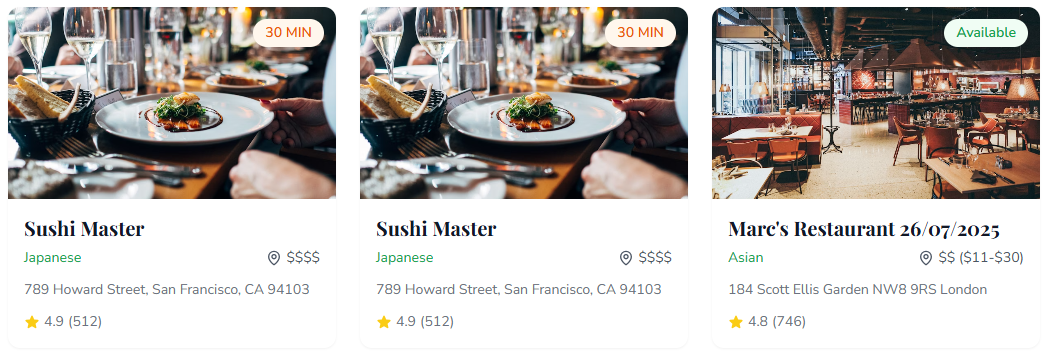 30 MIN
Sushi Master
Japanese $$$$
789 Howard Street, San Francisco, CA 94103
4.9 (512)
30 MIN
Sushi Master
Japanese $$$$
789 Howard Street, San Francisco, CA 94103
4.9 (512)
Available
Marc's Restaurant 26/07/2025
Asian $$ ($11-$30)
184 Scott Ellis Garden NW8 9RS London
4.8 (746)